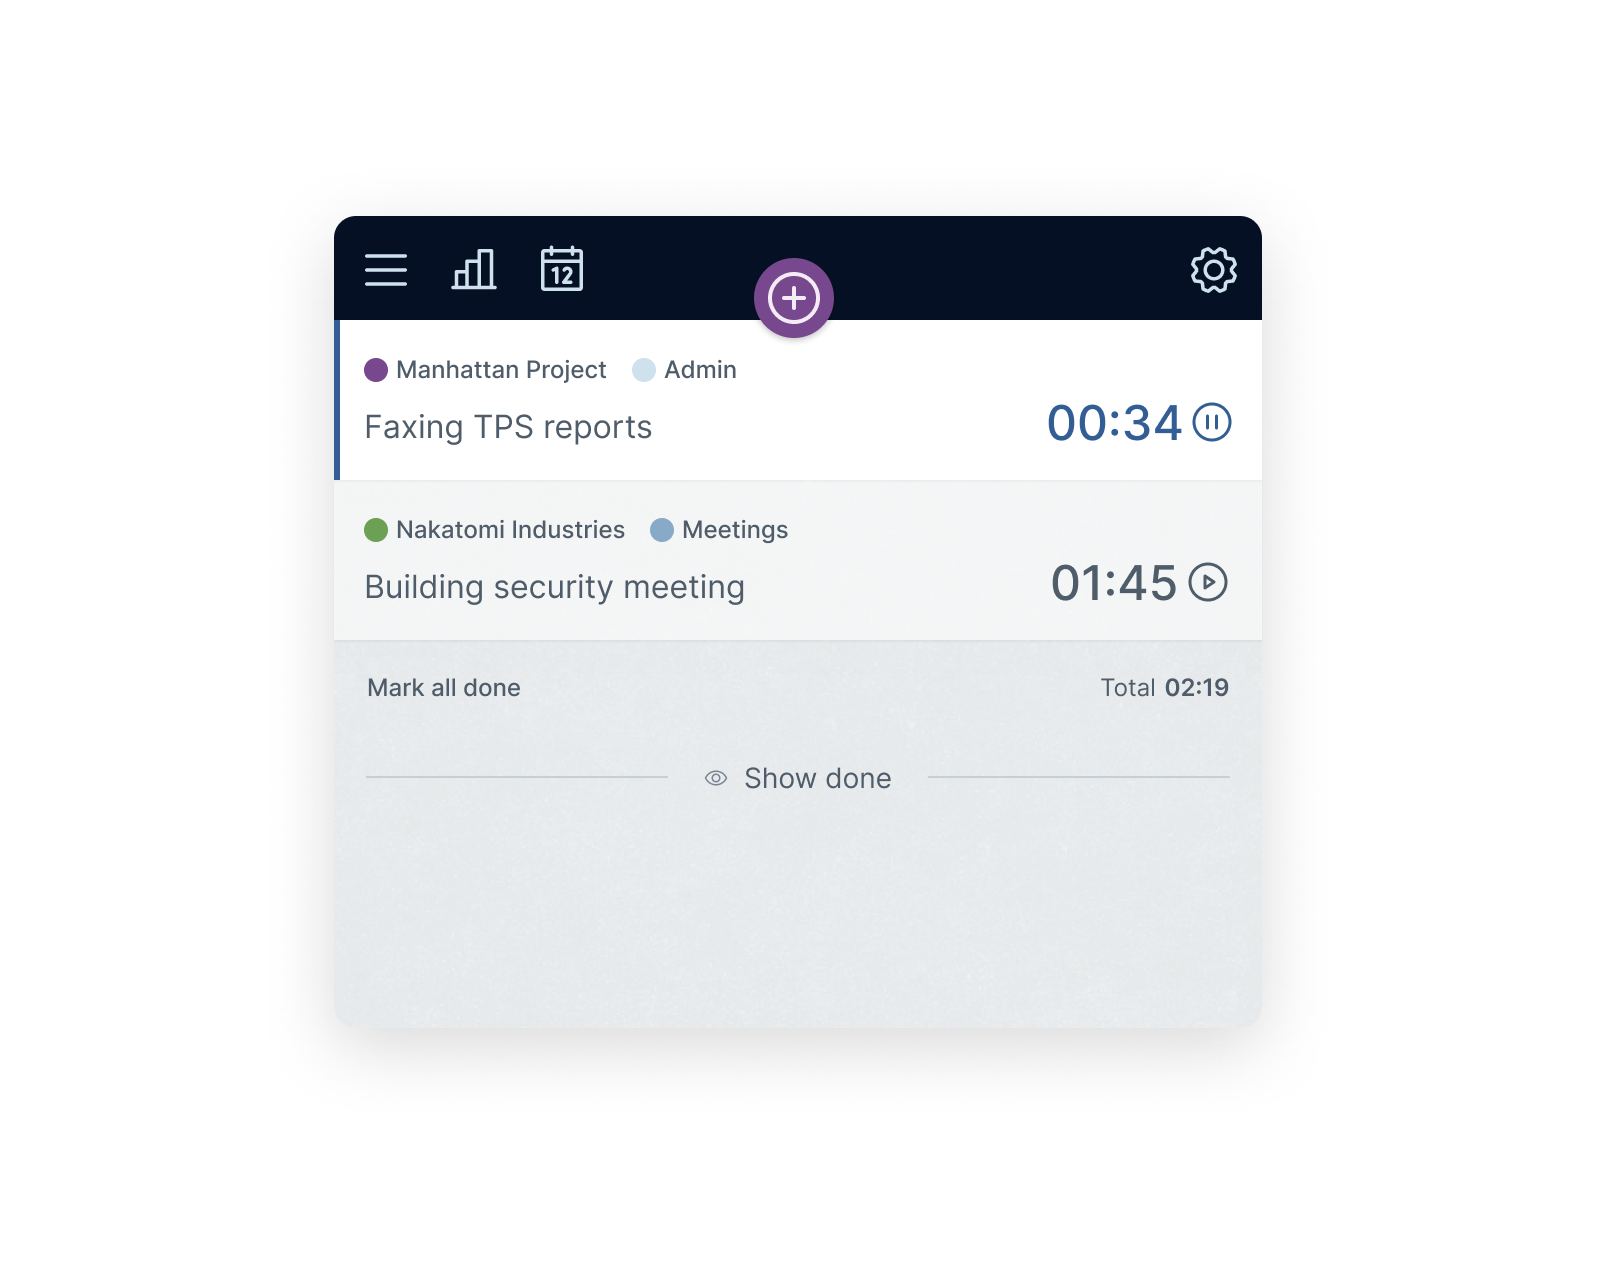 12
Manhattan Project Admin
Faxing TPS reports 00:34
Nakatomi Industries Meetings
Building security meeting 01:45
Mark all done Total 02:19
Show done